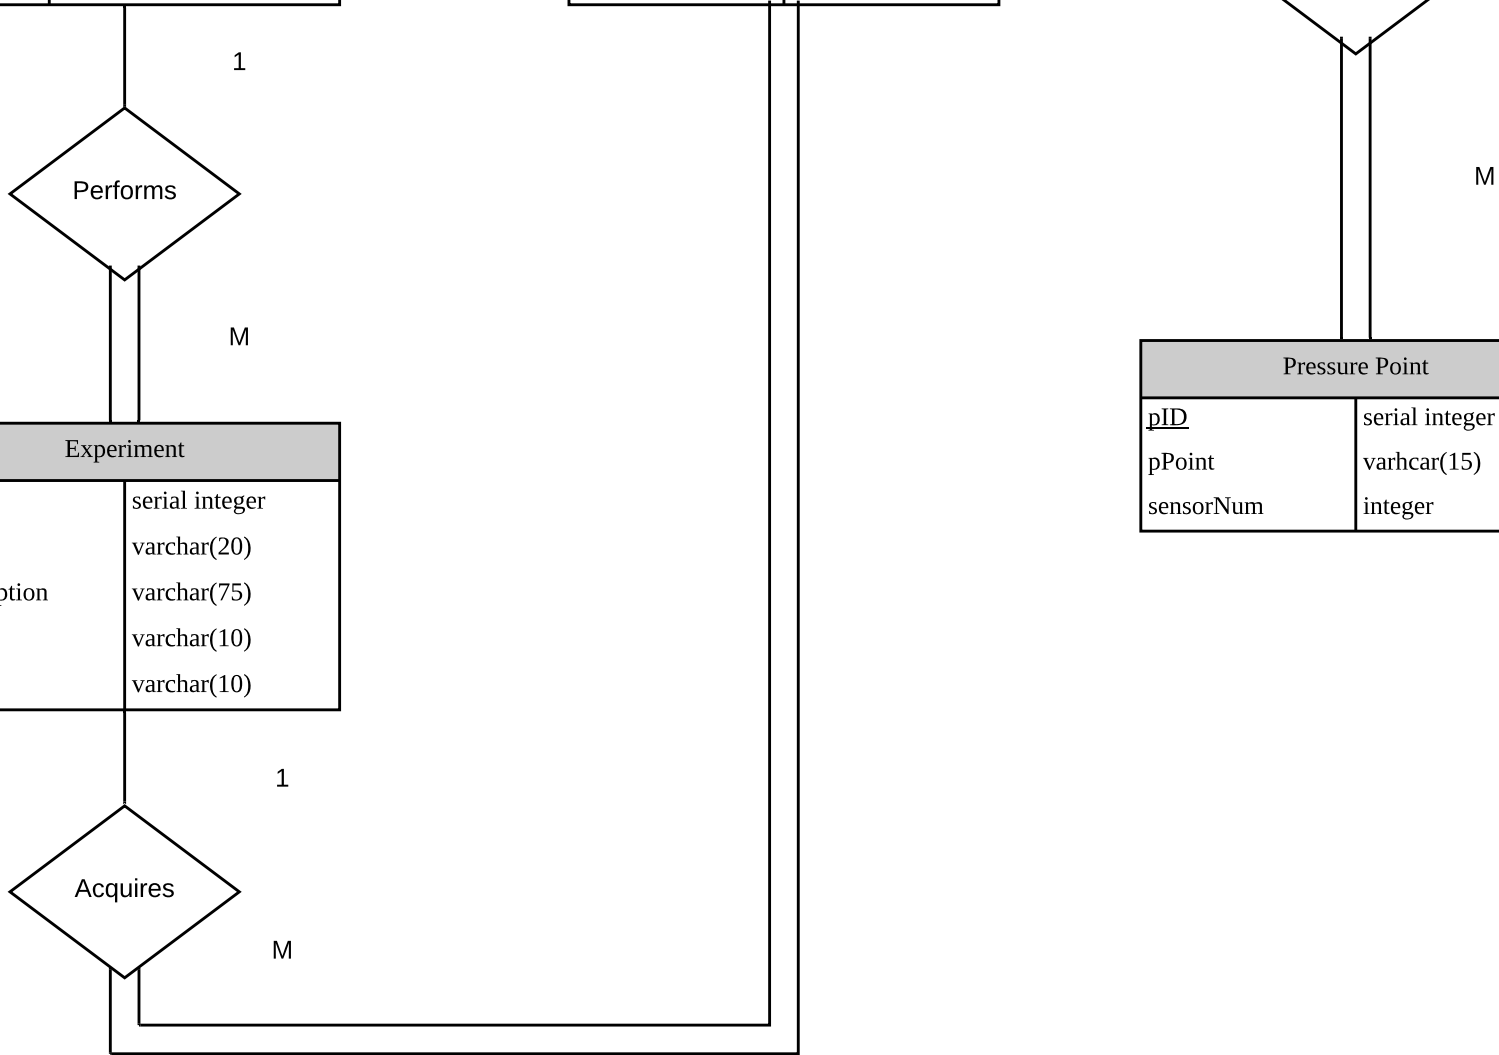 1
Performs
M
M
Experiment
serial integer
varchar(20)
ption varchar(75)
varchar(10)
varchar(10)
Pressure Point
pID serial integer
pPoint varhcar(15)
sensorNum integer
1
Acquires
M